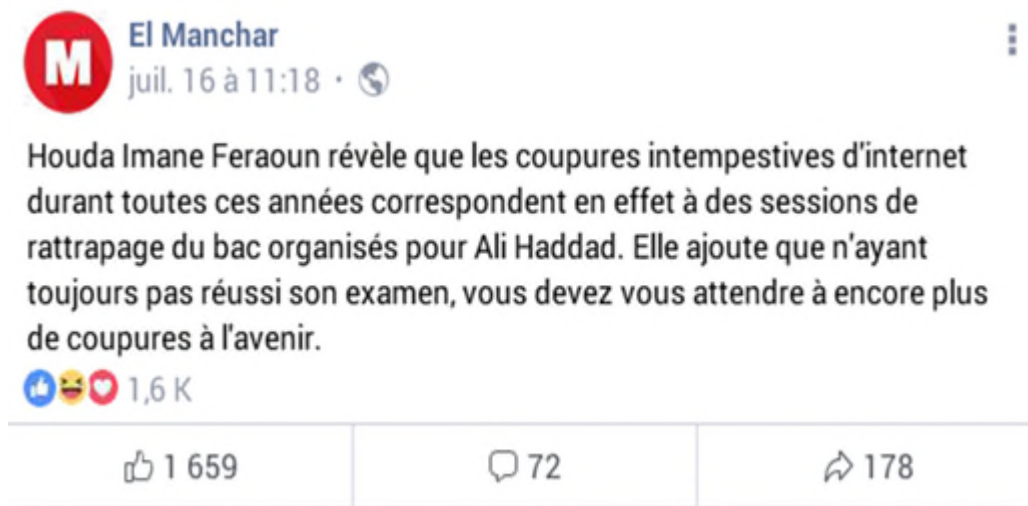 M
El Manchar
juil. 16 à 11:18 ·
Houda Imane Feraoun révèle que les coupures intempestives d'internet
durant toutes ces années correspondent en effet à des sessions de
rattrapage du bac organisés pour Ali Haddad. Elle ajoute que n'ayant
toujours pas réussi son examen, vous devez vous attendre à encore plus
de coupures à l'avenir.
1,6 K
1 659 72 178